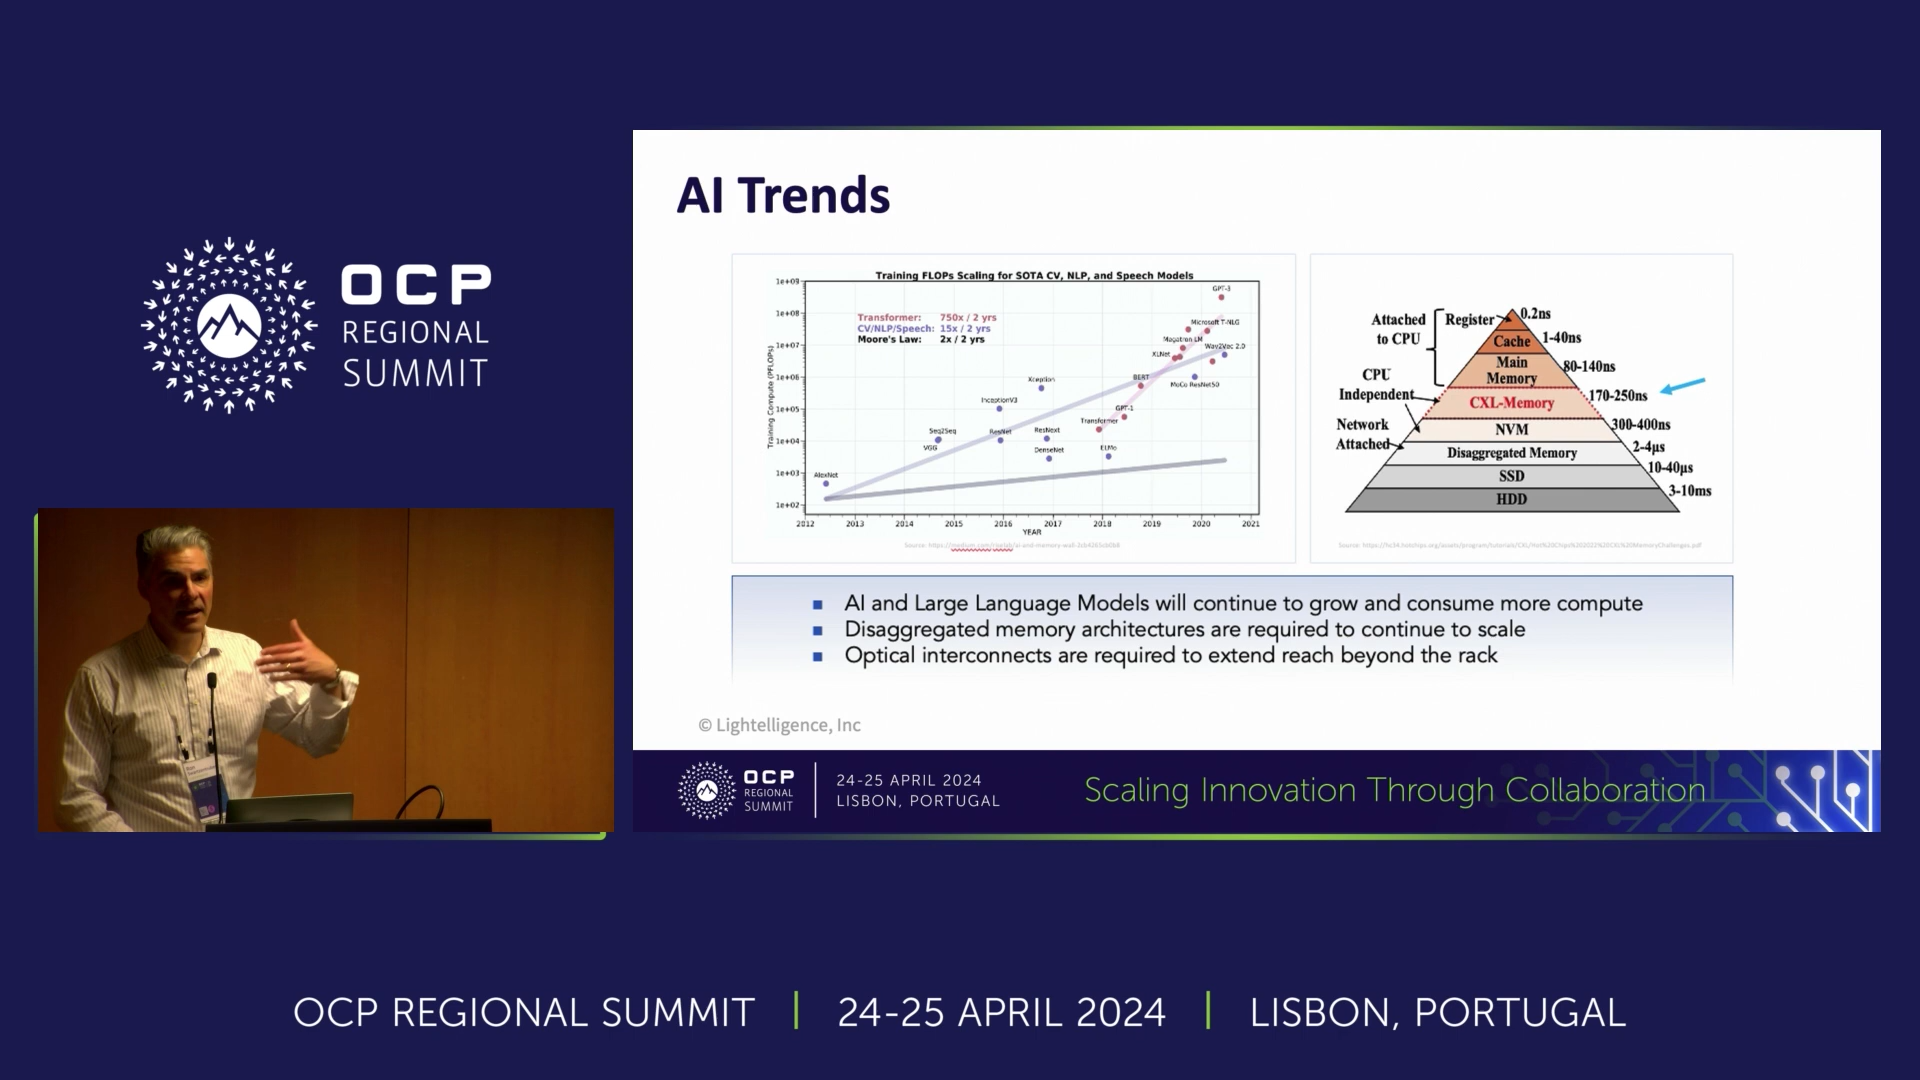 OCP
REGIONAL
SUMMIT
AI Trends
Training FLOPs Scaling for SOTA CV, NLP, and Speech Models
Training Compute (PFLOPs)
1e+09
1e+08
1e+07
1e+06
1e+05
1e+04
1e+03
1e+02
Transformer: 750x / 2 yrs
CV/NLP/Speech: 15x / 2 yrs
Moore's Law: 2x / 2 yrs
GPT-3
Microsoft T-NLG
Megatron LM
Wav2Vec 2.0
XLNet
MoCo ResNet50
BERT
Xception
InceptionV3
GPT-1
Transformer
Seq2Seq
ResNet
ResNext
VGG
DenseNet
ELMo
AlexNet
2012 2013 2014 2015 2016 2017 2018 2019 2020 2021
YEAR
Attached
to CPU
Register
0.2ns
Cache
1-40ns
Main
Memory
80-140ns
CPU
Independent
CXL-Memory
170-250ns
Network
Attached
NVM
300-400ns
Disaggregated Memory
2-4μs
SSD
10-40μs
HDD
3-10ms
AI and Large Language Models will continue to grow and consume more compute
Disaggregated memory architectures are required to continue to scale
Optical interconnects are required to extend reach beyond the rack
© Lightelligence, Inc
OCP
REGIONAL
SUMMIT
24-25 APRIL 2024
LISBON, PORTUGAL
Scaling Innovation Through Collaboration
OCP REGIONAL SUMMIT | 24-25 APRIL 2024 | LISBON, PORTUGAL